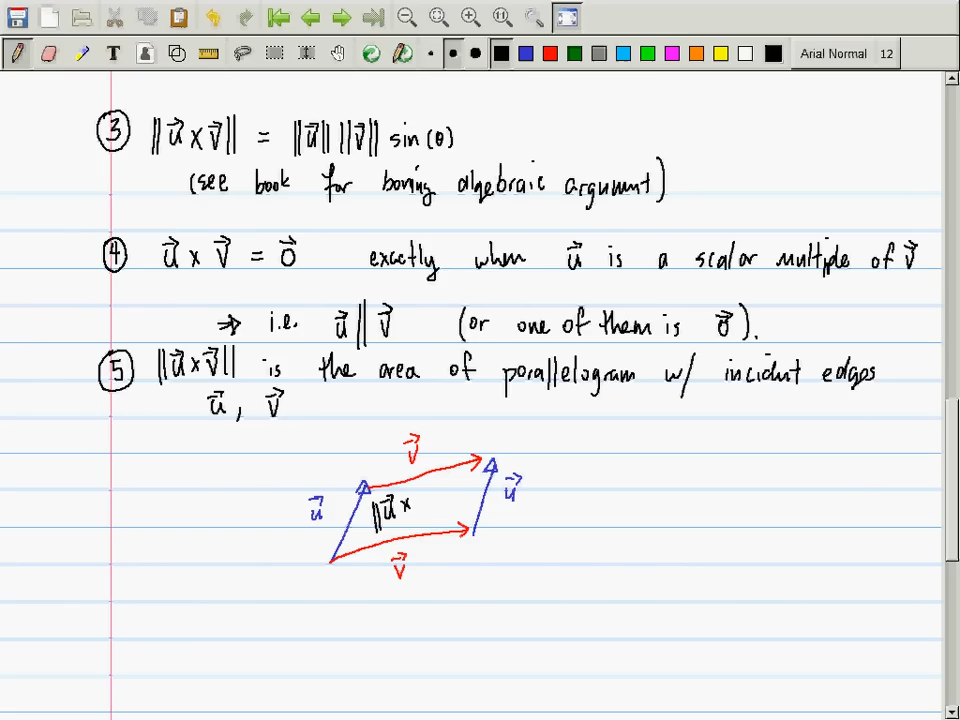 T
Arial Normal 12
③ ‖u⃗ × v⃗‖ = ‖u⃗‖ ‖v⃗‖ sin(θ)
(see book for boring algebraic argument)
④ u⃗ × v⃗ = 0⃗ exactly when u⃗ is a scalar multiple of v⃗
⇒ i.e. u⃗ ‖ v⃗ (or one of them is 0⃗).
⑤ ‖u⃗ × v⃗‖ is the area of parallelogram w/ incident edges
u⃗, v⃗
v⃗
u⃗ ‖u⃗ × u⃗
v⃗